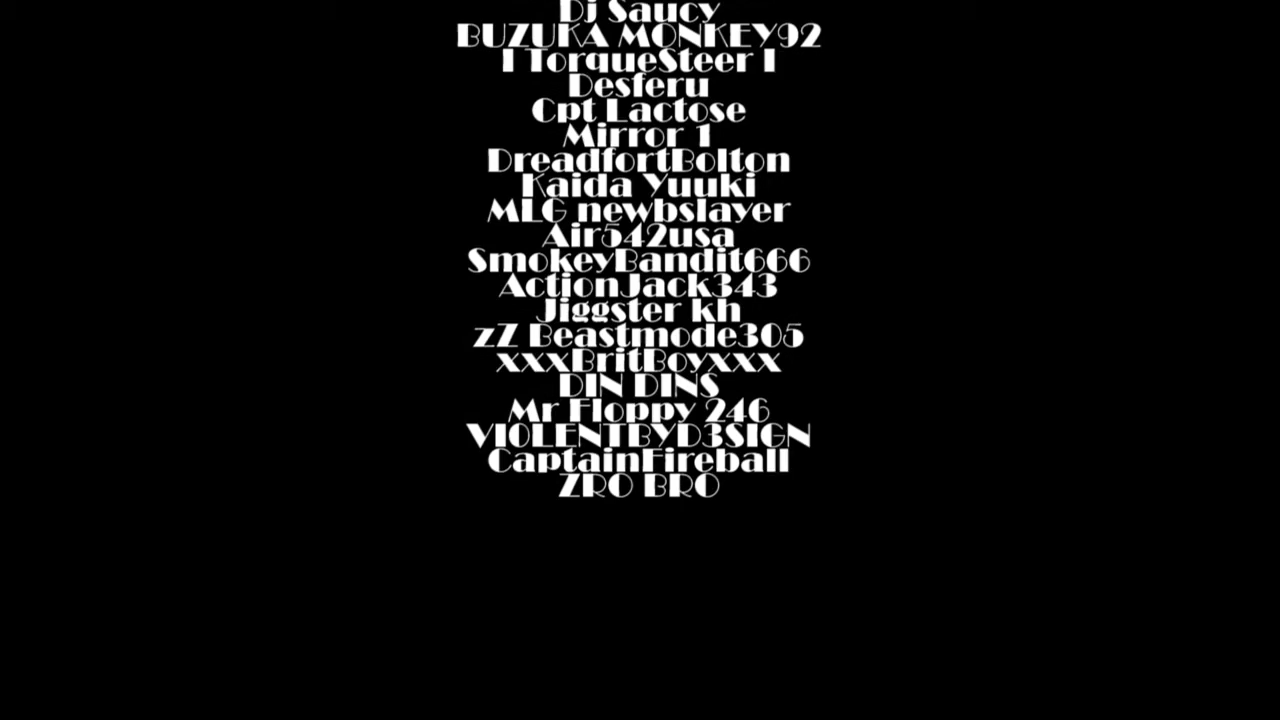 Dj Saucy
BUZUKA MONKEY92
I TorqueSteer I
Desferu
Cpt Lactose
Mirror 1
DreadfortBolton
Kaida Yuuki
MLG newbslayer
Air542usa
SmokeyBandit666
ActionJack343
Jiggster kh
zZ Beastmode305
xxxBritBoyxxx
DIN DINS
Mr Floppy 246
VI0LENTBYD3SIGN
CaptainFireball
ZRO BRO